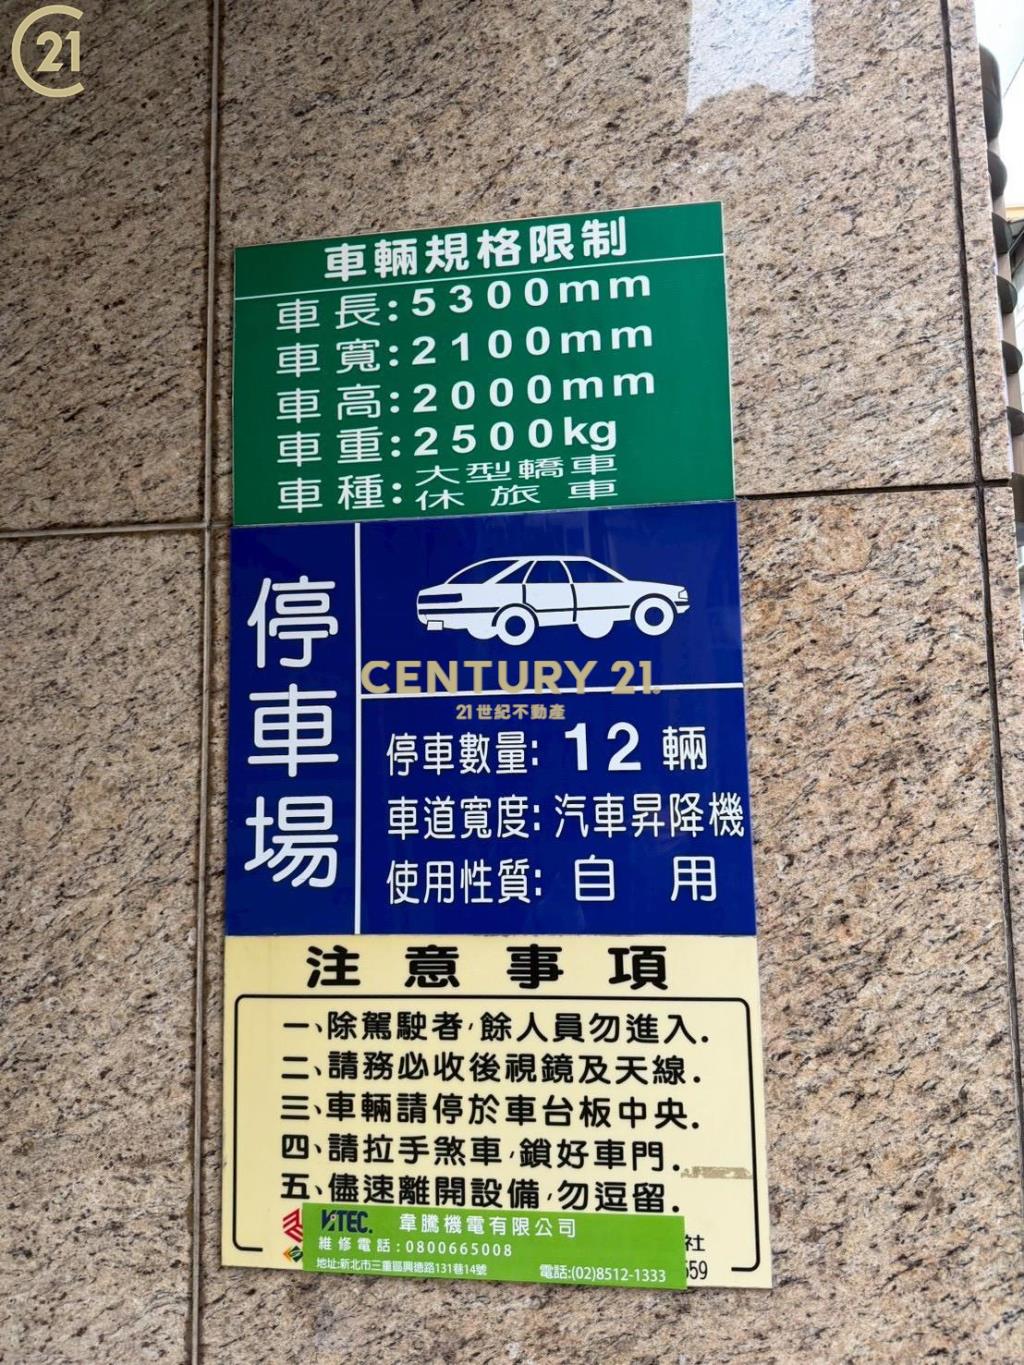 21
車輛規格限制
車長:5300mm
車寬:2100mm
車高:2000mm
車重:2500kg
車種:大型轎車
休旅車
停車場
CENTURY 21.
21世紀不動產
停車數量:12輛
車道寬度:汽車昇降機
使用性質:自用
注意事項
一、除駕駛者,餘人員勿進入.
二、請務必收後視鏡及天線.
三、車輛請停於車台板中央.
四、請拉手煞車,鎖好車門.
五、儘速離開設備,勿逗留.
ViTEC. 韋騰機電有限公司
維修電話:0800665008
地址:新北市三重區興德路131巷14號 電話:(02)8512-1333
社
559